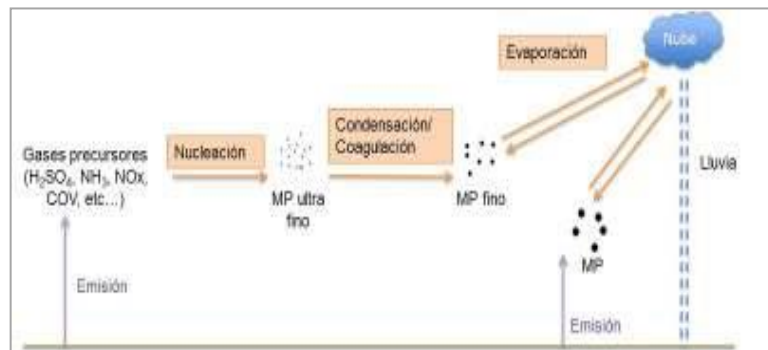 Nube
Evaporación
Condensación/
Coagulación
Nucleación
Gases precursores
(H₂SO₄, NH₃, NOx,
COV, etc...)
MP ultra
fino
MP fino
Lluvia
MP
Emisión
Emisión